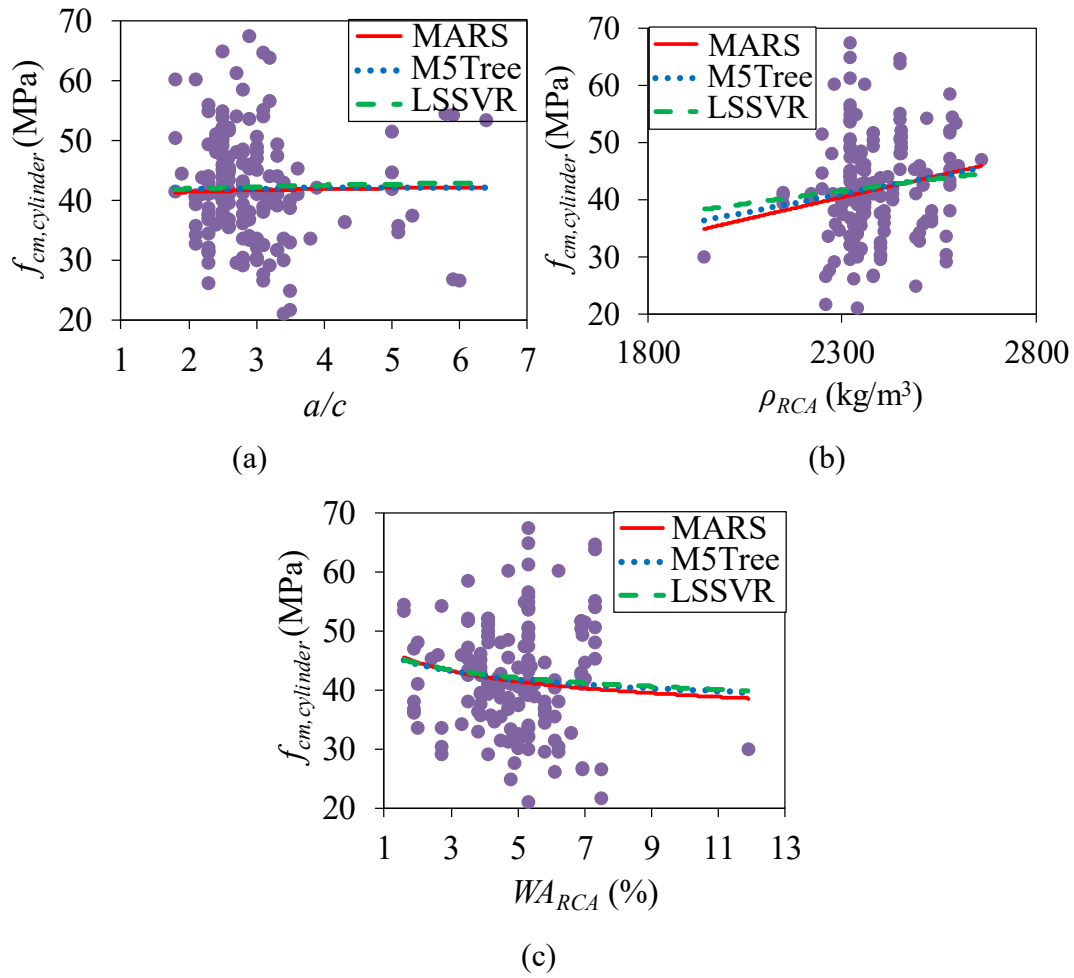 70
60
50
40
30
20
f_cm,cylinder (MPa)
MARS
M5Tree
LSSVR
1 2 3 4 5 6 7
a/c
(a)
70
60
50
40
30
20
f_cm,cylinder (MPa)
MARS
M5Tree
LSSVR
1800 2300 2800
ρ_RCA (kg/m³)
(b)
70
60
50
40
30
20
f_cm,cylinder (MPa)
MARS
M5Tree
LSSVR
1 3 5 7 9 11 13
WA_RCA (%)
(c)